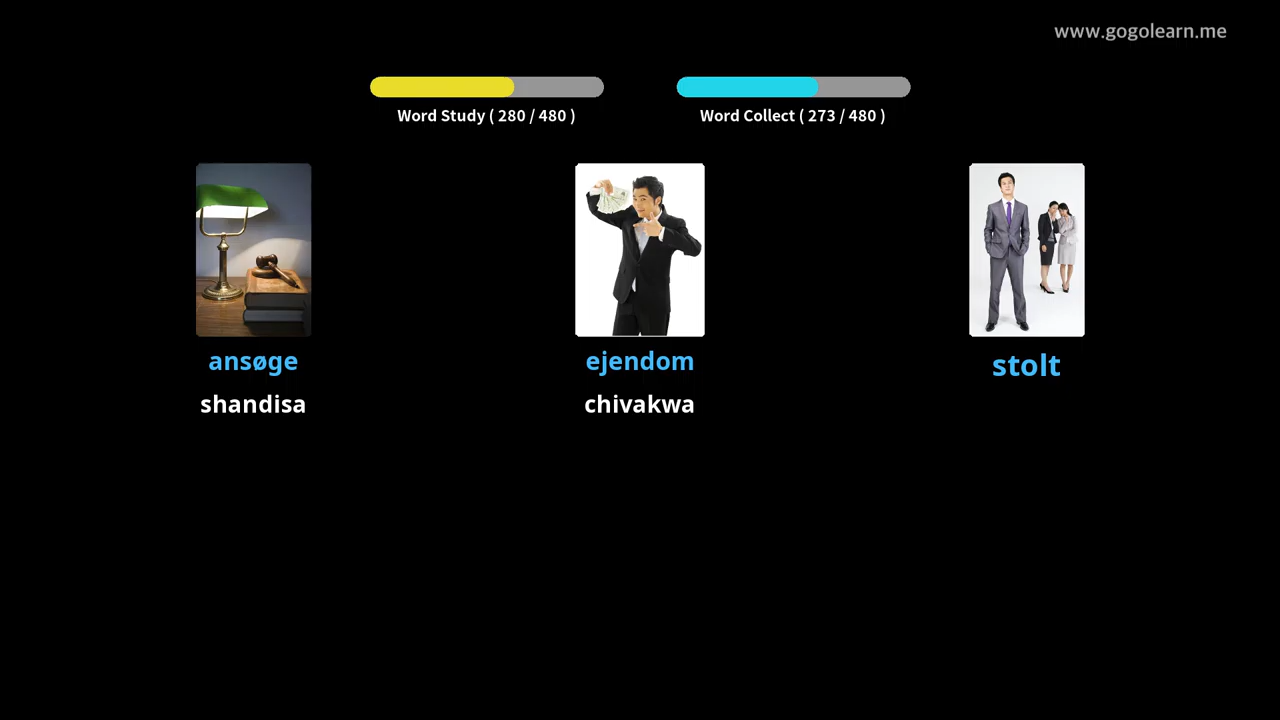 www.gogolearn.me
Word Study ( 280 / 480 )
Word Collect ( 273 / 480 )
ansøge
ejendom
stolt
shandisa
chivakwa